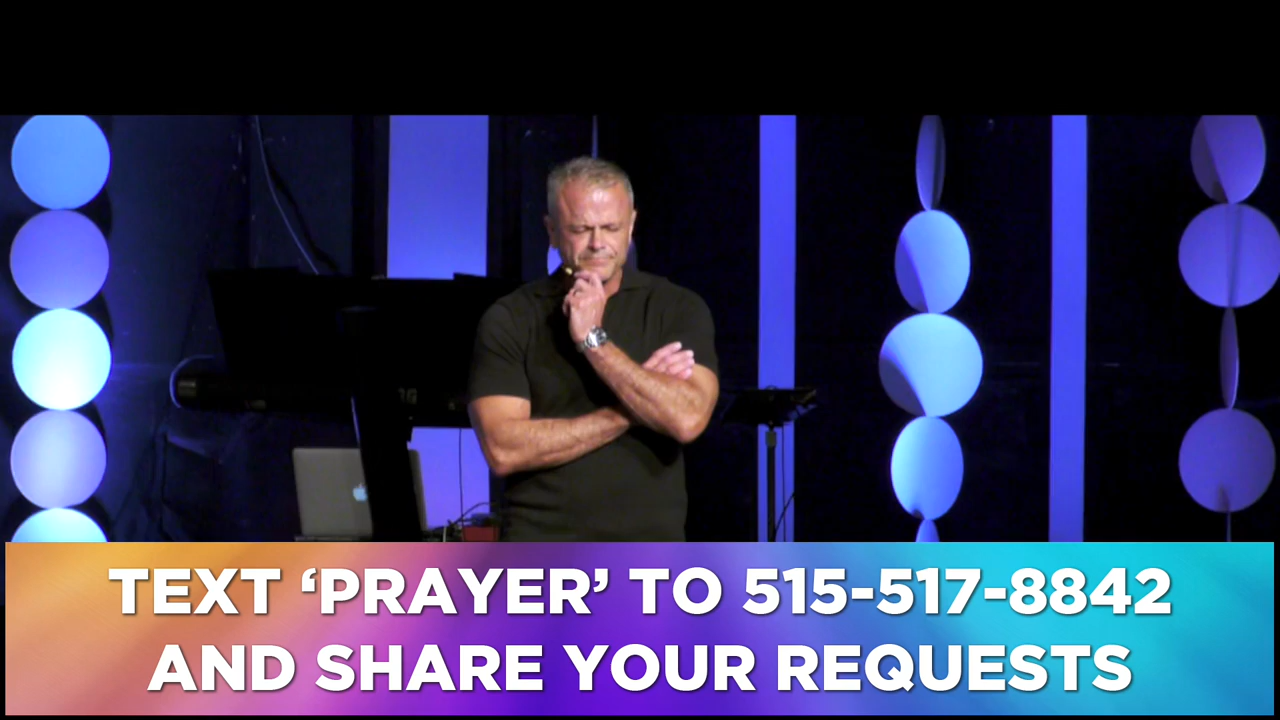 TEXT ‘PRAYER’ TO 515-517-8842
AND SHARE YOUR REQUESTS